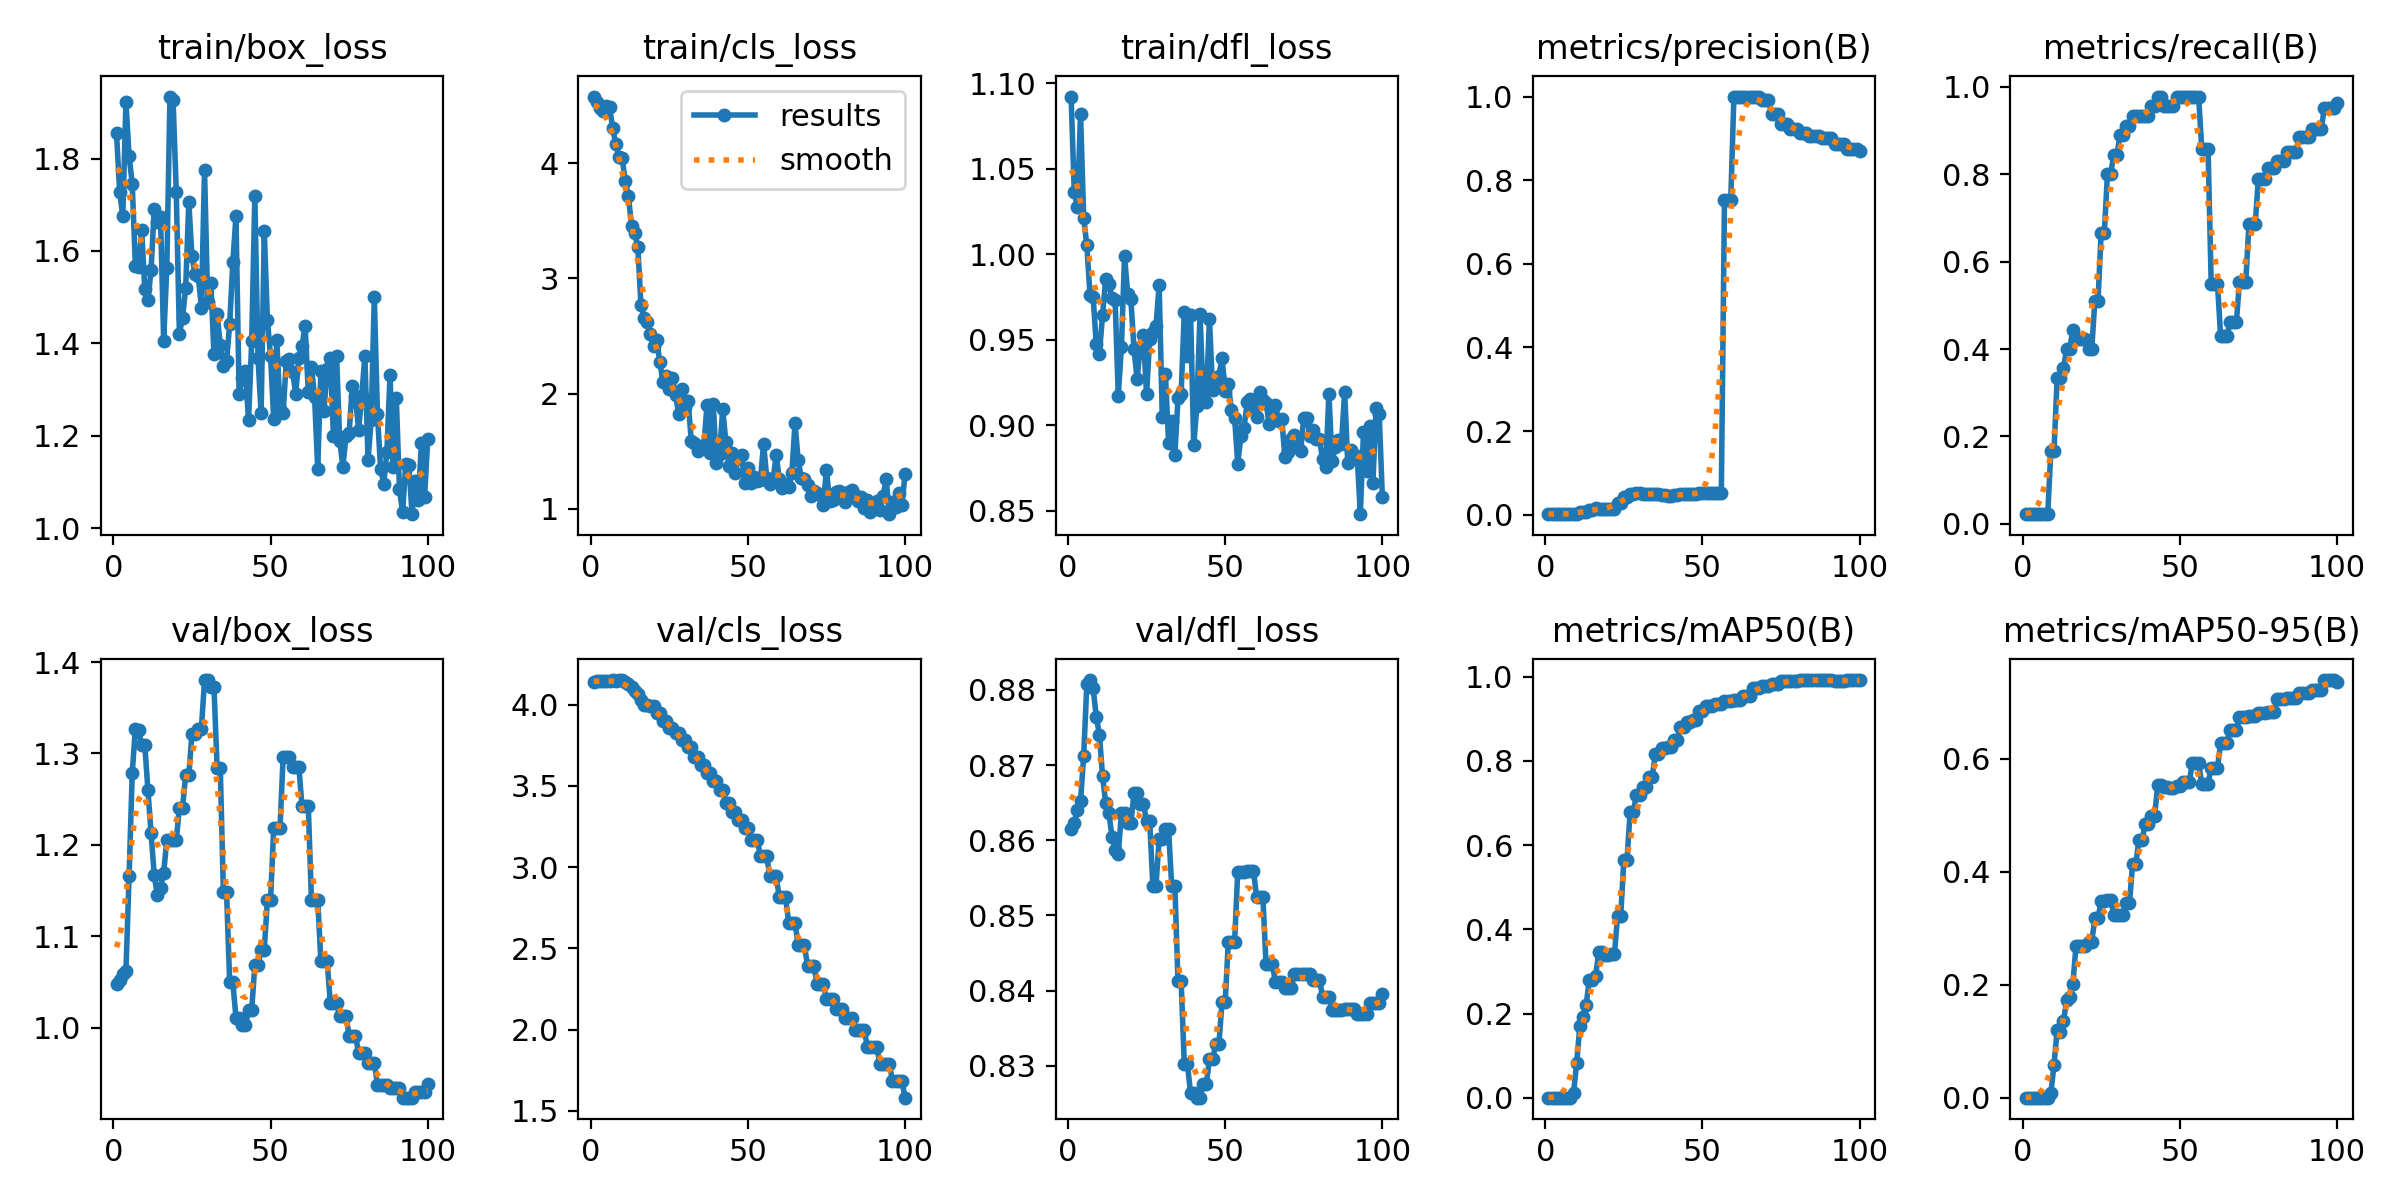 train/box_loss
train/cls_loss
train/dfl_loss
metrics/precision(B)
metrics/recall(B)
results
smooth
1.8
1.6
1.4
1.2
1.0
0 50 100
4
3
2
1
0 50 100
1.10
1.05
1.00
0.95
0.90
0.85
0 50 100
1.0
0.8
0.6
0.4
0.2
0.0
0 50 100
1.0
0.8
0.6
0.4
0.2
0.0
0 50 100
val/box_loss
val/cls_loss
val/dfl_loss
metrics/mAP50(B)
metrics/mAP50-95(B)
1.4
1.3
1.2
1.1
1.0
0 50 100
4.0
3.5
3.0
2.5
2.0
1.5
0 50 100
0.88
0.87
0.86
0.85
0.84
0.83
0 50 100
1.0
0.8
0.6
0.4
0.2
0.0
0 50 100
0.6
0.4
0.2
0.0
0 50 100